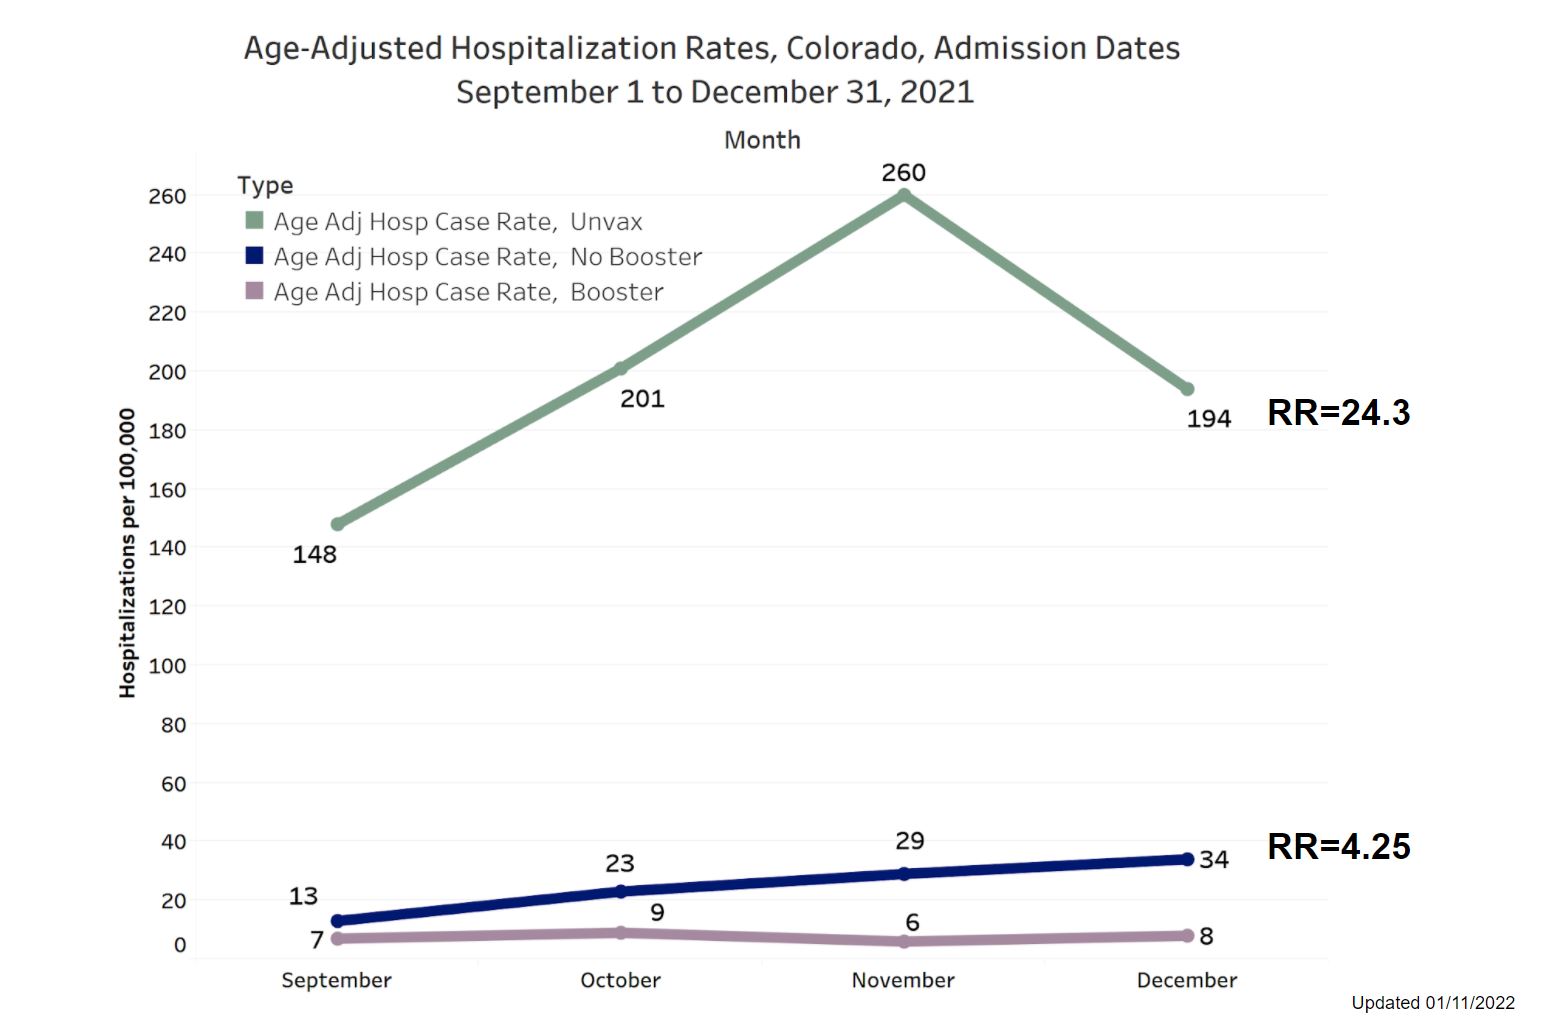 Age-Adjusted Hospitalization Rates, Colorado, Admission Dates
September 1 to December 31, 2021
Month
Type
Age Adj Hosp Case Rate, Unvax
Age Adj Hosp Case Rate, No Booster
Age Adj Hosp Case Rate, Booster
Hospitalizations per 100,000
260
240
220
200
180
160
140
120
100
80
60
40
20
0
148
201
260
194
RR=24.3
13
23
29
34
RR=4.25
7
9
6
8
September October November December
Updated 01/11/2022